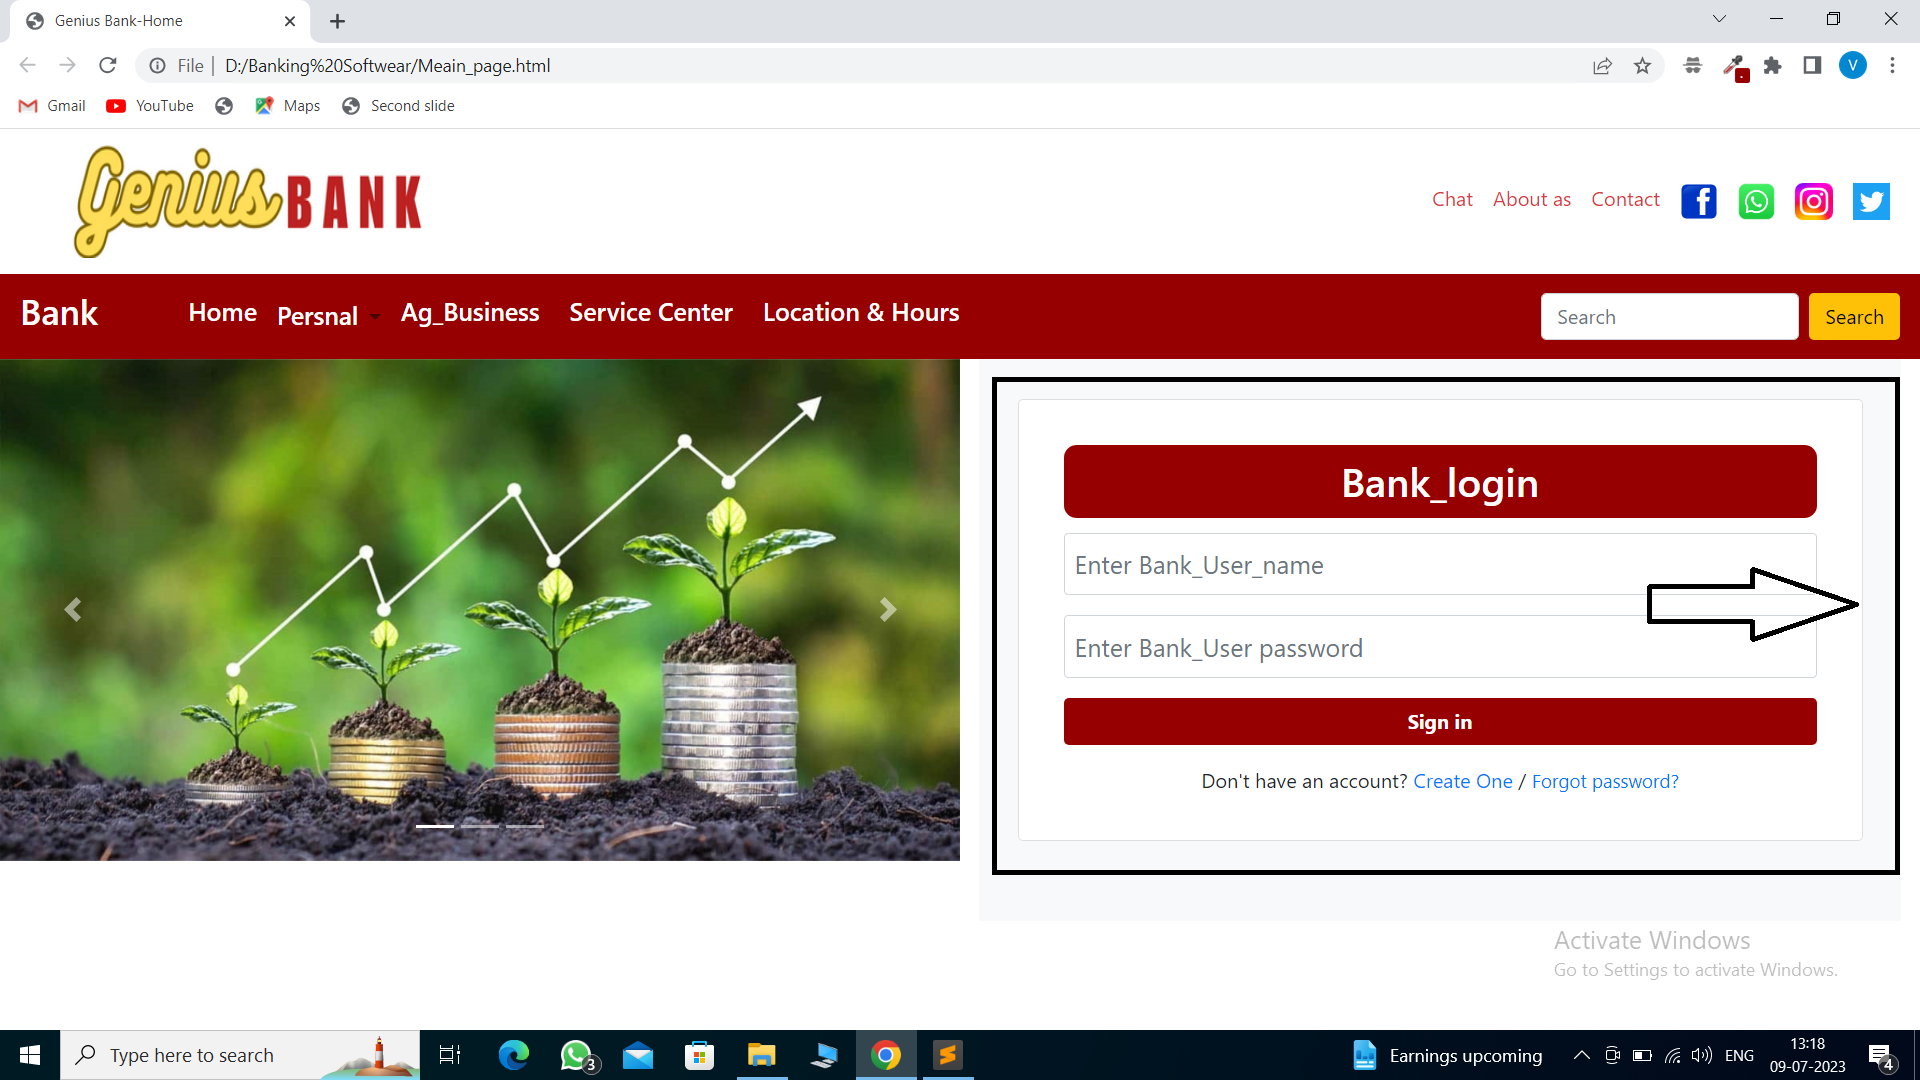 Genius Bank-Home
File | D:/Banking%20Softwear/Meain_page.html
V
Gmail YouTube Maps Second slide
Genius BANK
Chat About as Contact
Bank Home Persnal Ag_Business Service Center Location & Hours Search Search
Bank_login
Enter Bank_User_name
Enter Bank_User password
Sign in
Don't have an account? Create One / Forgot password?
Activate Windows
Go to Settings to activate Windows.
Type here to search
3
Earnings upcoming
ENG
13:18
09-07-2023
4